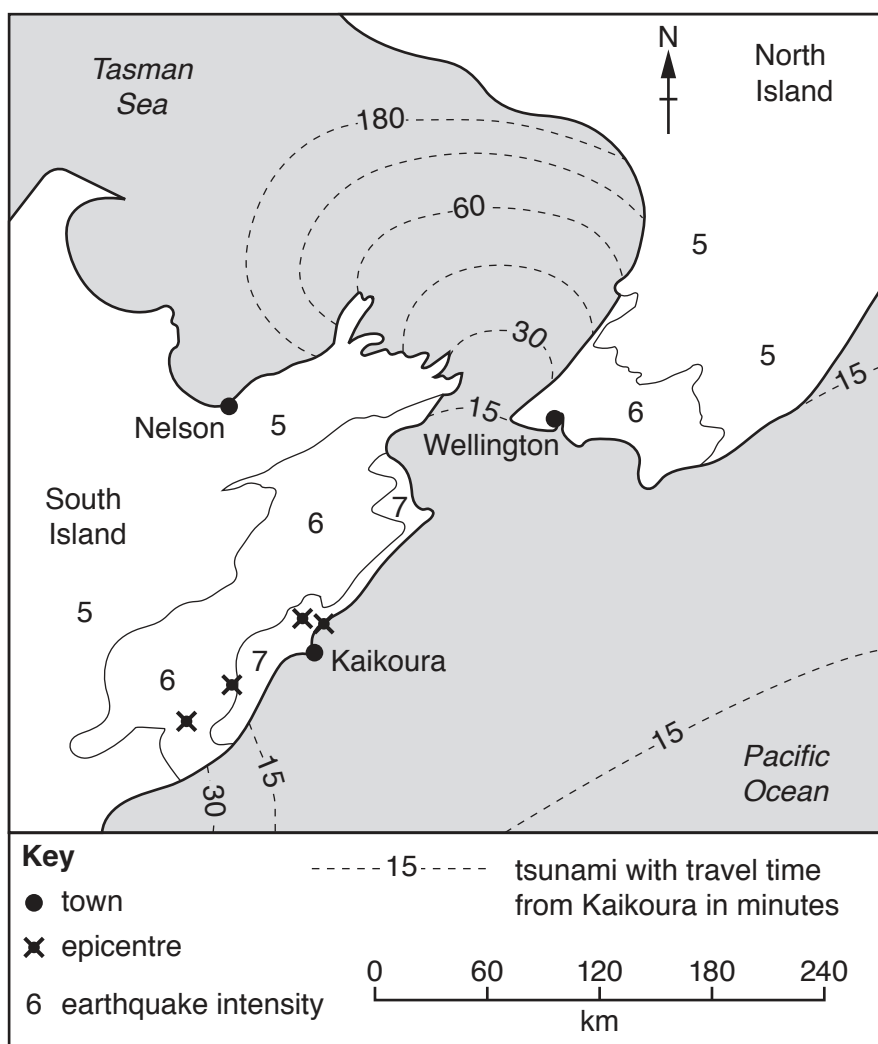 Tasman
Sea
N
North
Island
180
60
5
30
5
15
15
6
Nelson
5
Wellington
South
Island
6
7
5
Kaikoura
7
6
15
Pacific
Ocean
15
30
Key
15
tsunami with travel time
from Kaikoura in minutes
town
epicentre
6 earthquake intensity
0 60 120 180 240
km